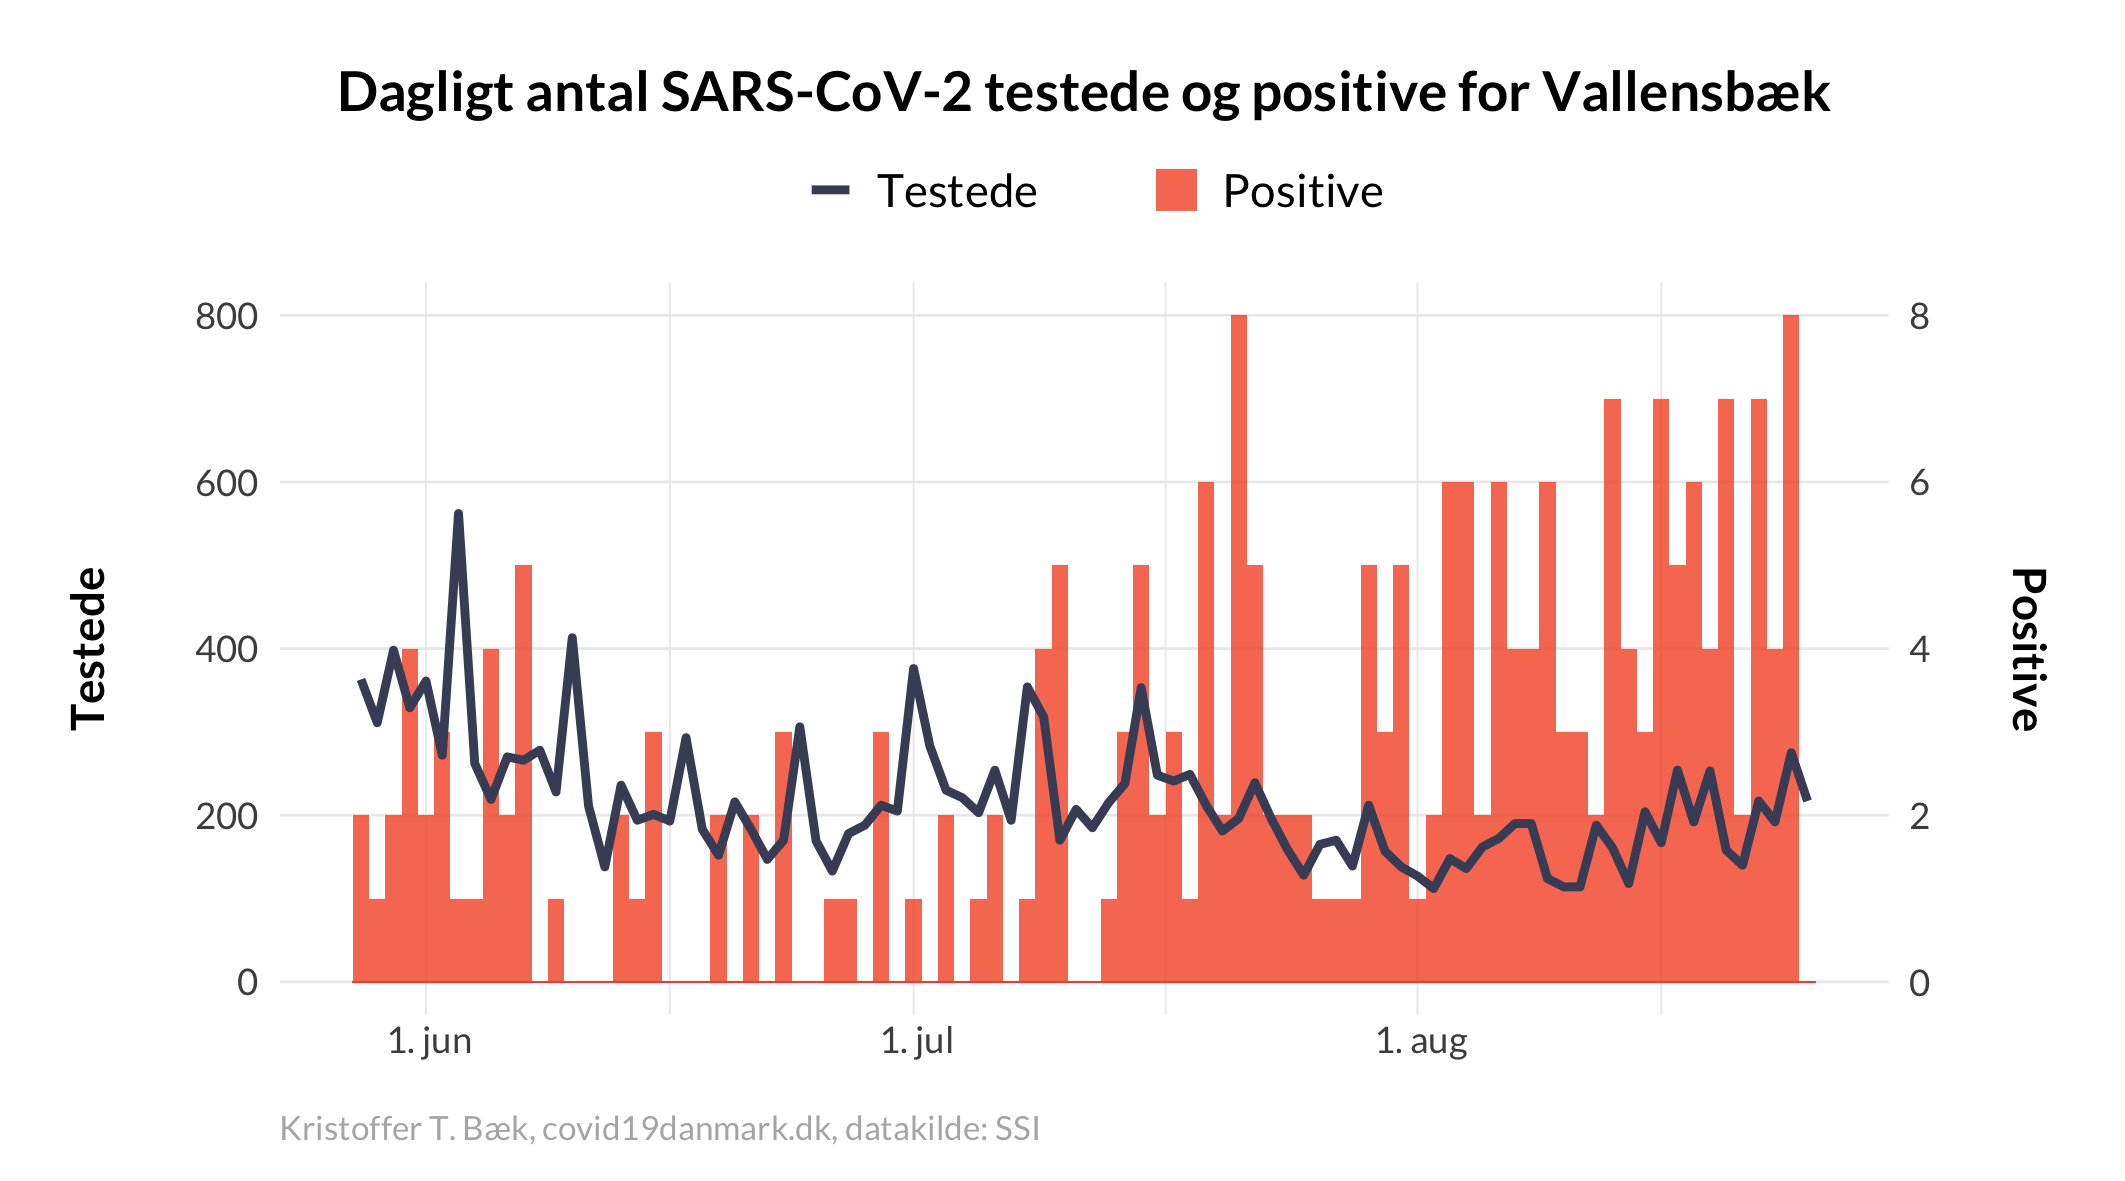 Dagligt antal SARS-CoV-2 testede og positive for Vallensbæk
Testede Positive
800 8
600 6
400 4
200 2
0 0
Testede
Positive
1. jun 1. jul 1. aug
Kristoffer T. Bæk, covid19danmark.dk, datakilde: SSI